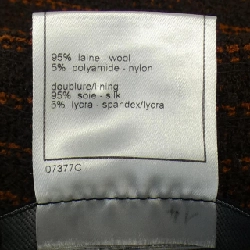 95% laine - wool
5% polyamide - nylon
doublure/lining
95% soie - silk
5% lycra - spandex/lycra
07377C